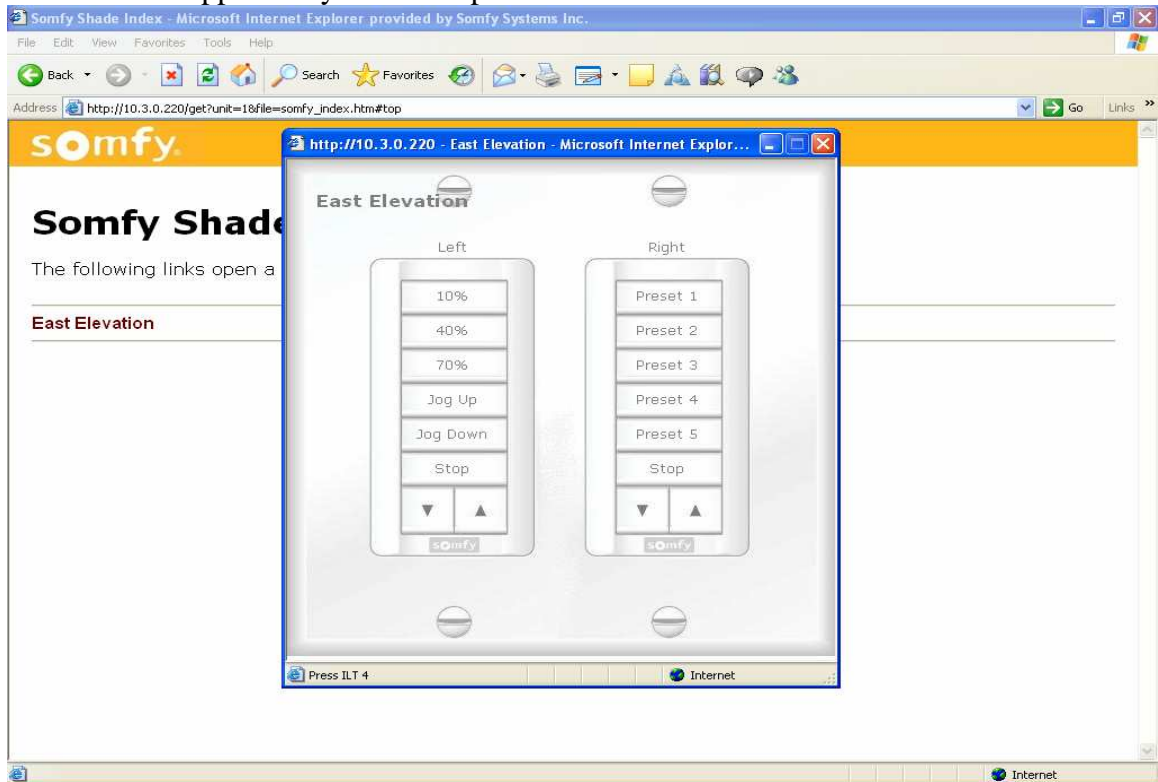 Somfy Shade Index - Microsoft Internet Explorer provided by Somfy Systems Inc.
File Edit View Favorites Tools Help
Back Search Favorites
Address http://10.3.0.220/get?unit=1&file=somfy_index.htm#top Go Links »
somfy.
http://10.3.0.220 - East Elevation - Microsoft Internet Explor...
East Elevation
Somfy Shade
The following links open a
East Elevation
Left Right
10% Preset 1
40% Preset 2
70% Preset 3
Jog Up Preset 4
Jog Down Preset 5
Stop Stop
▼ ▲ ▼ ▲
somfy somfy
Press ILT 4 Internet
Internet